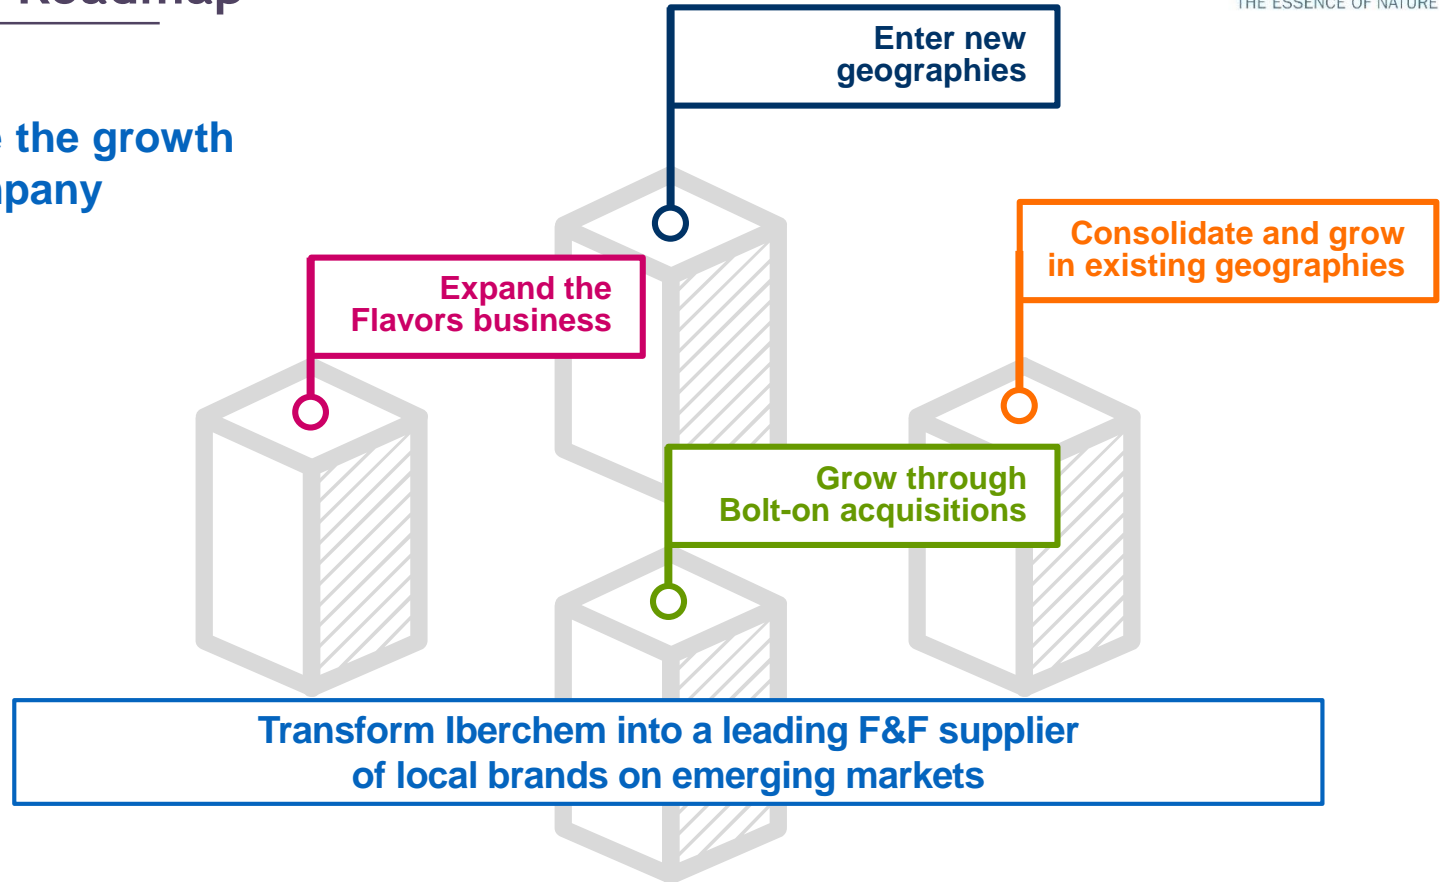 Roadmap
THE ESSENCE OF NATURE
the growth
Enter new
geographies
Consolidate and grow
in existing geographies
Expand the
Flavors business
Grow through
Bolt-on acquisitions
Transform Iberchem into a leading F&F supplier
of local brands on emerging markets